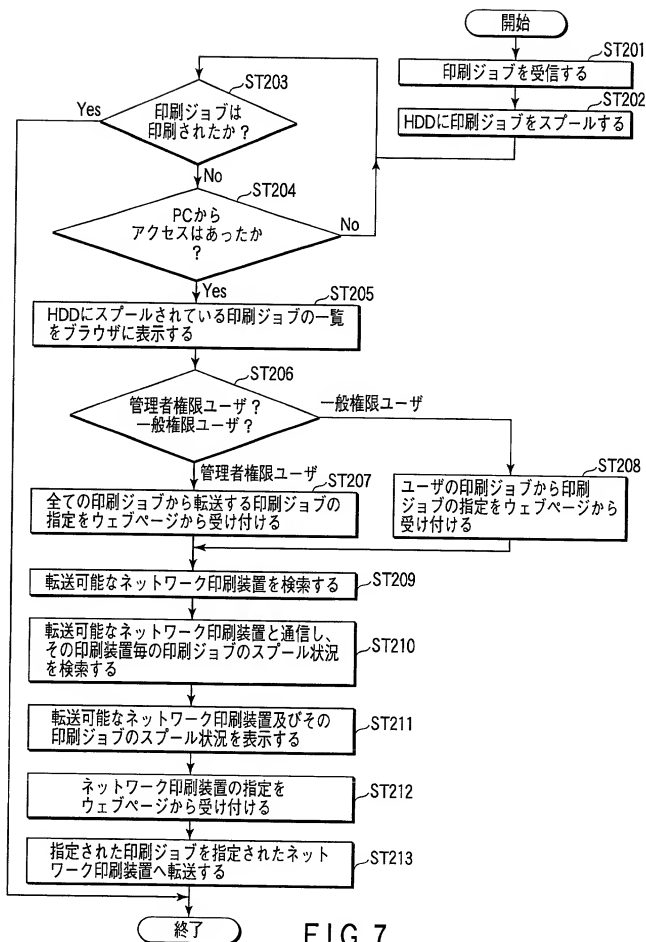 開始
ST201
印刷ジョブを受信する
ST202
HDDに印刷ジョブをスプールする
ST203
Yes
印刷ジョブは
印刷されたか？
No
ST204
PCから
アクセスはあったか
？
No
Yes
ST205
HDDにスプールされている印刷ジョブの一覧
をブラウザに表示する
ST206
管理者権限ユーザ？
一般権限ユーザ？
一般権限ユーザ
管理者権限ユーザ
ST207
全ての印刷ジョブから転送する印刷ジョブの
指定をウェブページから受け付ける
ST208
ユーザの印刷ジョブから印刷
ジョブの指定をウェブページから
受け付ける
転送可能なネットワーク印刷装置を検索する
ST209
転送可能なネットワーク印刷装置と通信し、
その印刷装置毎の印刷ジョブのスプール状況
を検索する
ST210
転送可能なネットワーク印刷装置及びその
印刷ジョブのスプール状況を表示する
ST211
ネットワーク印刷装置の指定を
ウェブページから受け付ける
ST212
指定された印刷ジョブを指定されたネット
ワーク印刷装置へ転送する
ST213
終了
FIG. 7